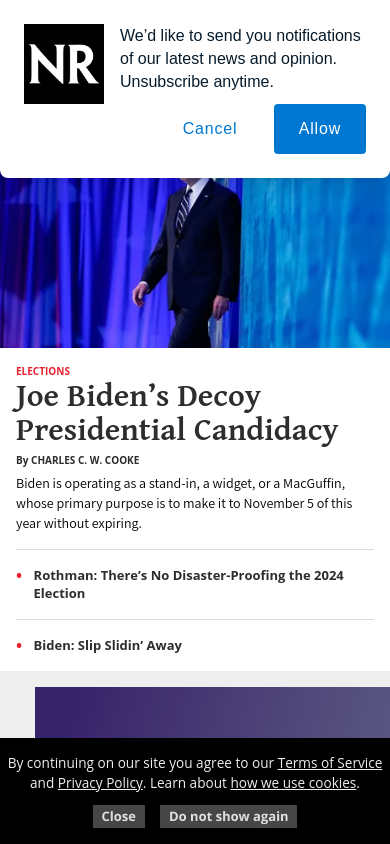 NR
We’d like to send you notifications
of our latest news and opinion.
Unsubscribe anytime.
Cancel
Allow
ELECTIONS
Joe Biden’s Decoy
Presidential Candidacy
By CHARLES C. W. COOKE
Biden is operating as a stand-in, a widget, or a MacGuffin,
whose primary purpose is to make it to November 5 of this
year without expiring.
• Rothman: There’s No Disaster-Proofing the 2024
Election
• Biden: Slip Slidin’ Away
By continuing on our site you agree to our Terms of Service
and Privacy Policy. Learn about how we use cookies.
Close
Do not show again